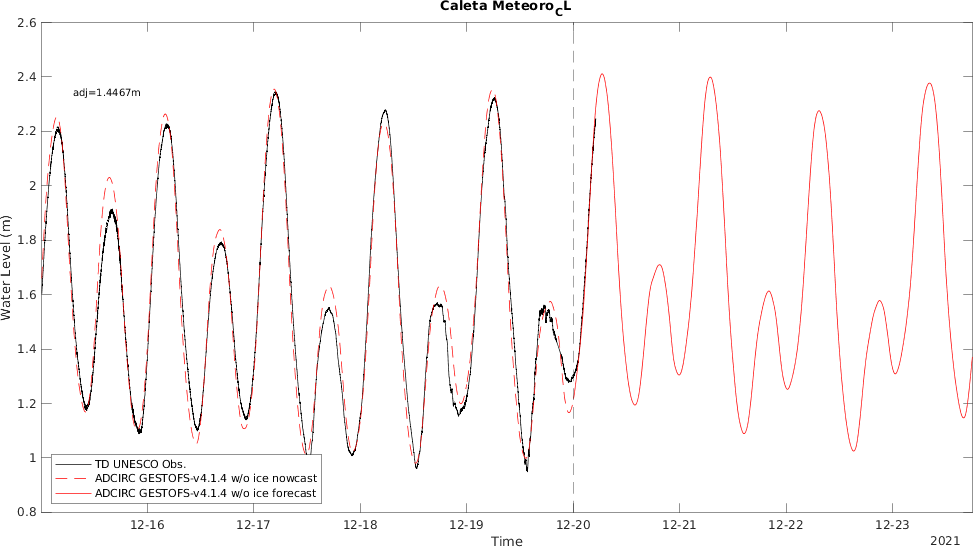 Caleta Meteoro_CL
2.6
2.4
adj=1.4467m
2.2
2
1.8
1.6
1.4
1.2
1
0.8
Water Level (m)
TD UNESCO Obs.
ADCIRC GESTOFS-v4.1.4 w/o ice nowcast
ADCIRC GESTOFS-v4.1.4 w/o ice forecast
12-16 12-17 12-18 12-19 12-20 12-21 12-22 12-23
Time
2021